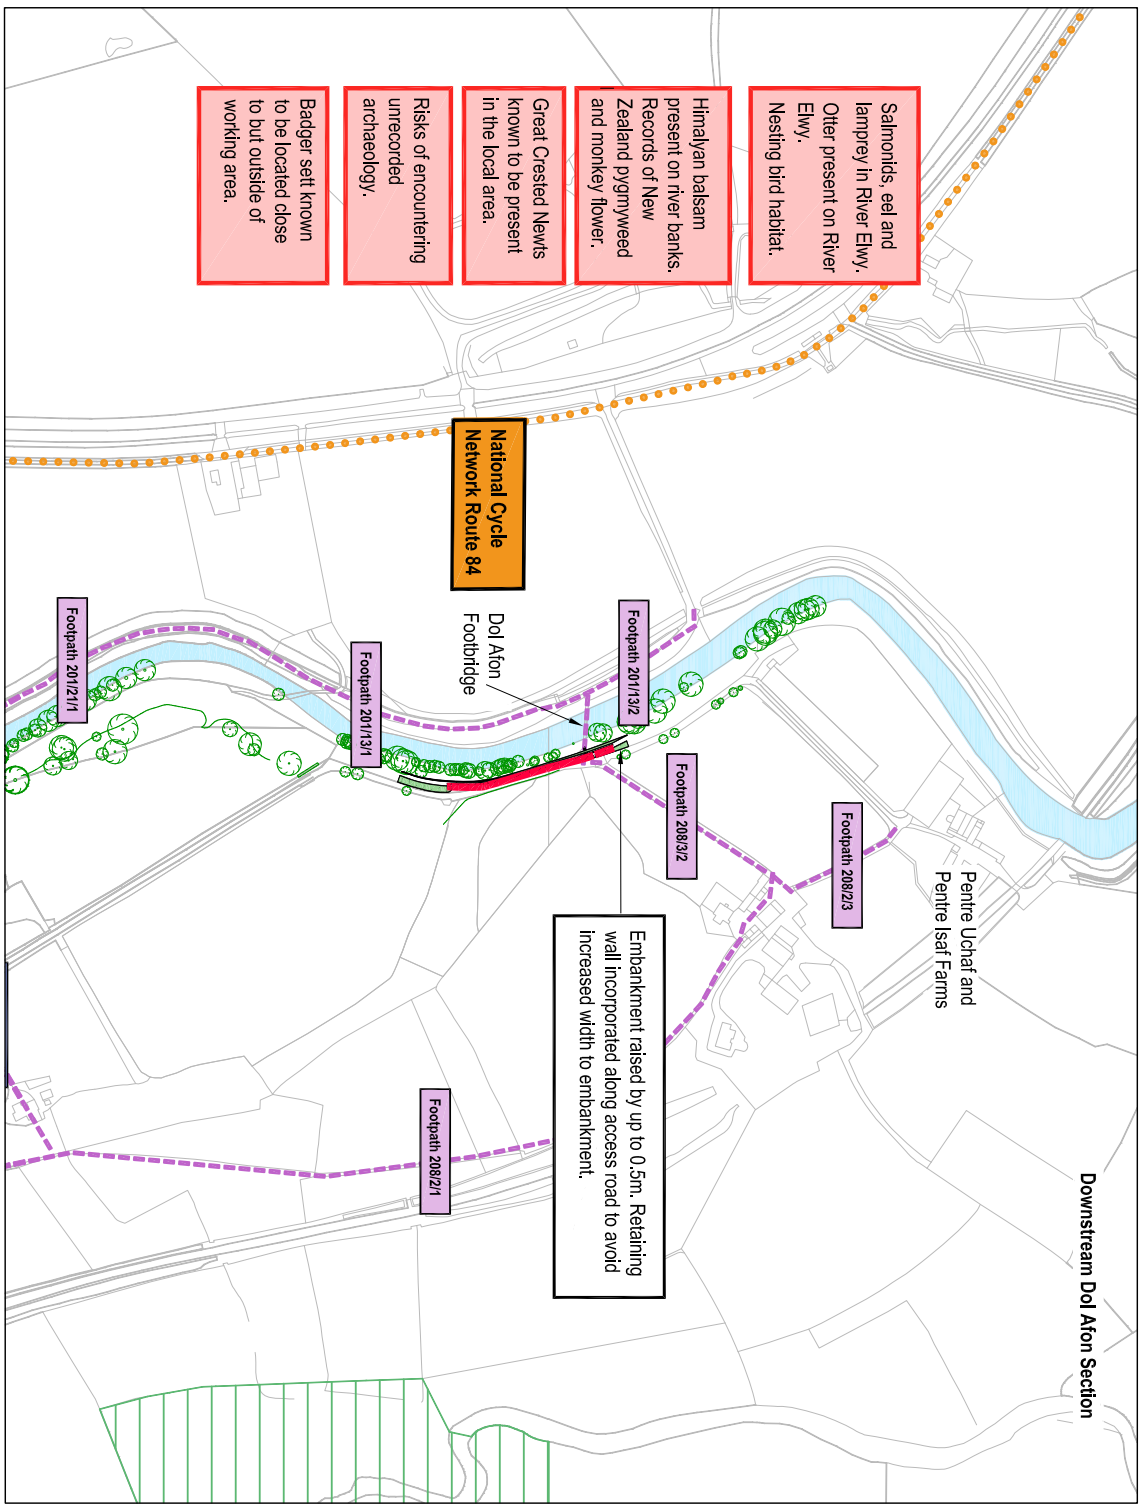 Downstream Dol Afon Section
Salmonids, eel and
lamprey in River Elwy.
Otter present on River
Elwy.
Nesting bird habitat.
Himalyan balsam
present on river banks.
Records of New
Zealand pygmyweed
and monkey flower.
Great Crested Newts
known to be present
in the local area.
Risks of encountering
unrecorded
archaeology.
Badger sett known
to be located close
to but outside of
working area.
National Cycle
Network Route 84
Dol Afon
Footbridge
Footpath 201/13/2
Footpath 201/13/1
Footpath 201/21/1
Footpath 208/3/2
Footpath 208/2/3
Pentre Uchaf and
Pentre Isaf Farms
Embankment raised by up to 0.5m. Retaining
wall incorporated along access road to avoid
increased width to embankment.
Footpath 208/2/1